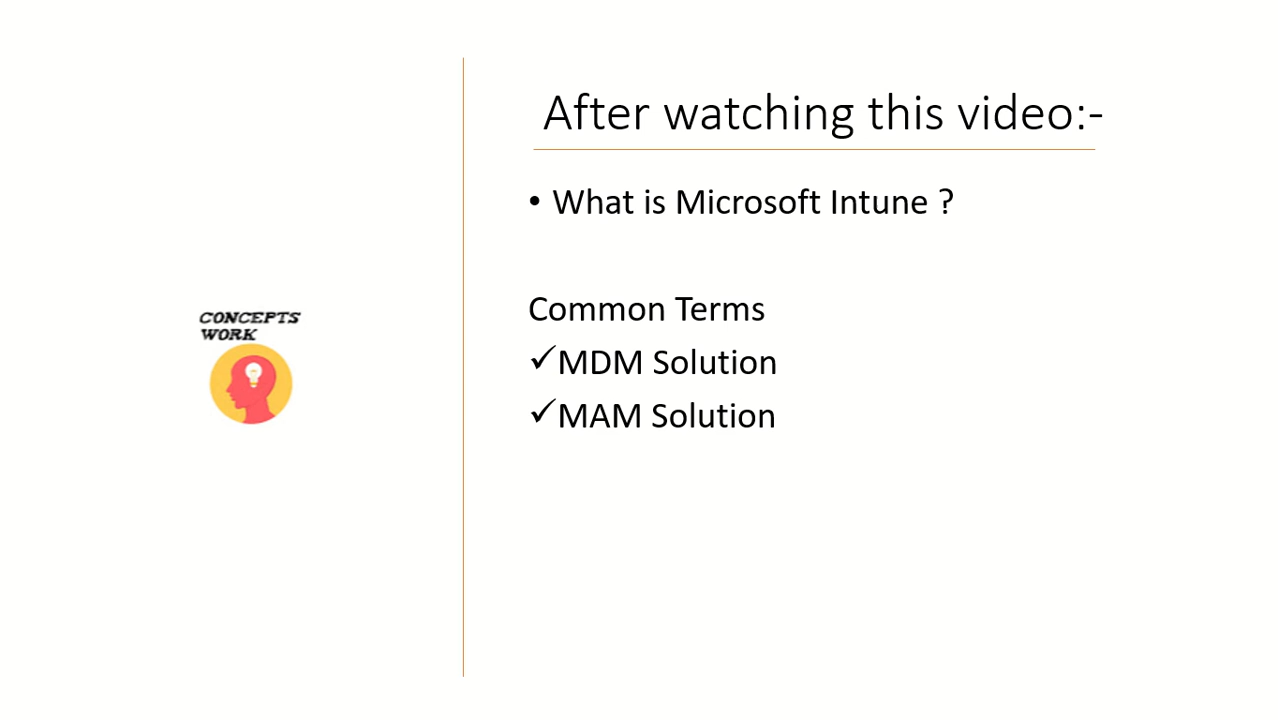 After watching this video:-
• What is Microsoft Intune ?
Common Terms
✓MDM Solution
✓MAM Solution
CONCEPTS
WORK